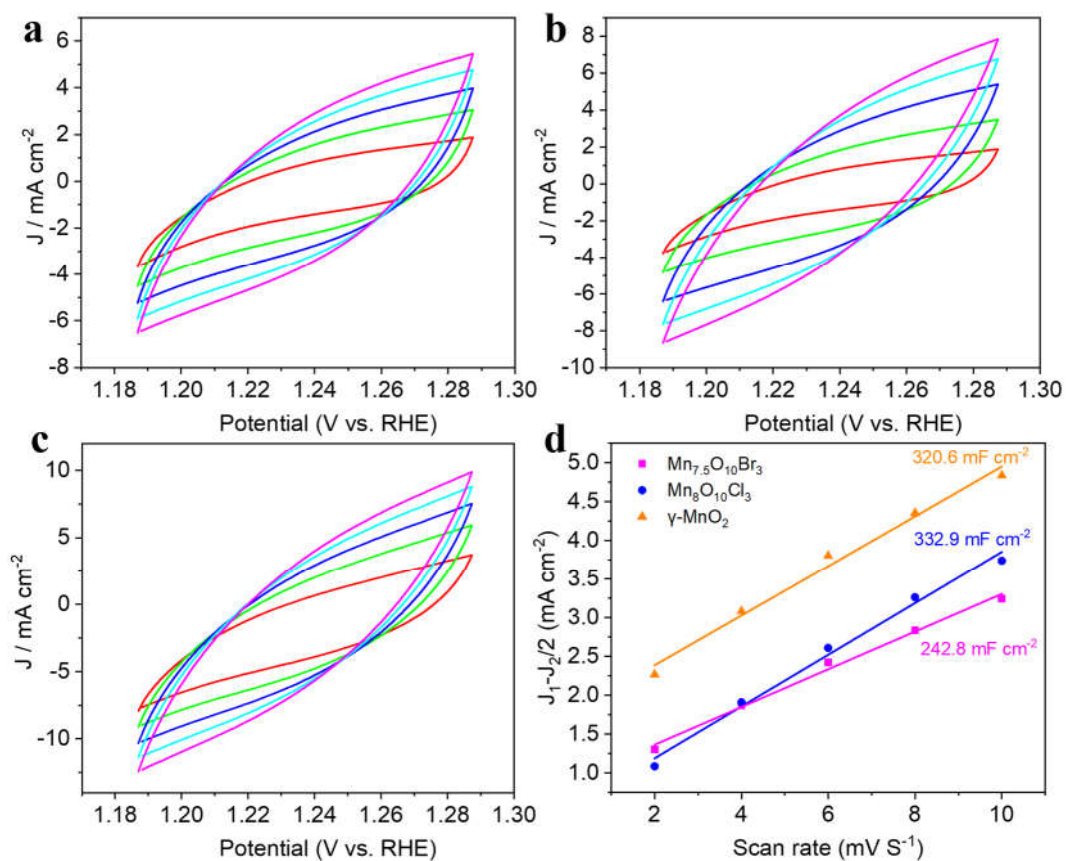 a
6
4
2
0
-2
-4
-6
-8
J / mA cm⁻²
1.18 1.20 1.22 1.24 1.26 1.28 1.30
Potential (V vs. RHE)
b
8
6
4
2
0
-2
-4
-6
-8
-10
J / mA cm⁻²
1.18 1.20 1.22 1.24 1.26 1.28 1.30
Potential (V vs. RHE)
c
10
5
0
-5
-10
J / mA cm⁻²
1.18 1.20 1.22 1.24 1.26 1.28 1.30
Potential (V vs. RHE)
d
5.0
4.5
4.0
3.5
3.0
2.5
2.0
1.5
1.0
J₁-J₂/2 (mA cm⁻²)
Mn₇.₅O₁₀Br₃
Mn₈O₁₀Cl₃
γ-MnO₂
320.6 mF cm⁻²
332.9 mF cm⁻²
242.8 mF cm⁻²
2 4 6 8 10
Scan rate (mV S⁻¹)